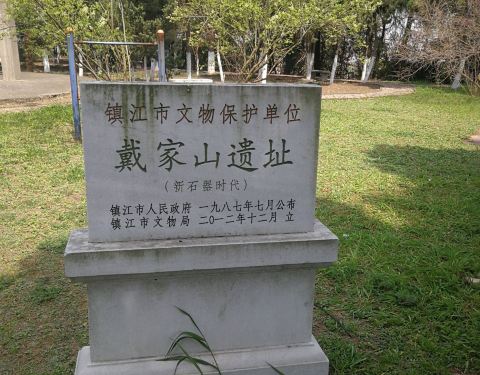 镇江市文物保护单位
戴家山遗址
（新石器时代）
镇江市人民政府 一九八七年七月公布
镇江市文物局 二〇一二年十二月 立